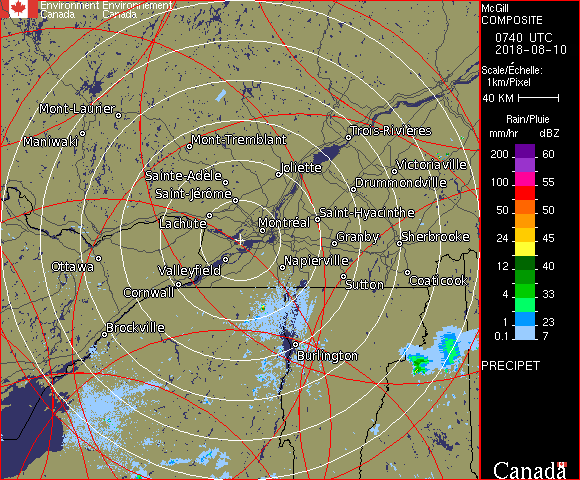 Environment Environnement
Canada Canada
McGill
COMPOSITE
0740 UTC
2018-08-10
Scale/Échelle:
1km/Pixel
40 KM
Rain/Pluie
mm/hr dBZ
200 60
150 57
100 55
50 50
24 45
12 40
4 33
1 23
0.1 7
PRECIPET
Canada
Mont-Laurier
Maniwaki
Mont-Tremblant
Trois-Rivières
Joliette
Victoriaville
Sainte-Adèle
Drummondville
Saint-Jérôme
Saint-Hyacinthe
Lachute
Montréal
Granby
Sherbrooke
Ottawa
Valleyfield
Napierville
Coaticook
Cornwall
Sutton
Brockville
Burlington